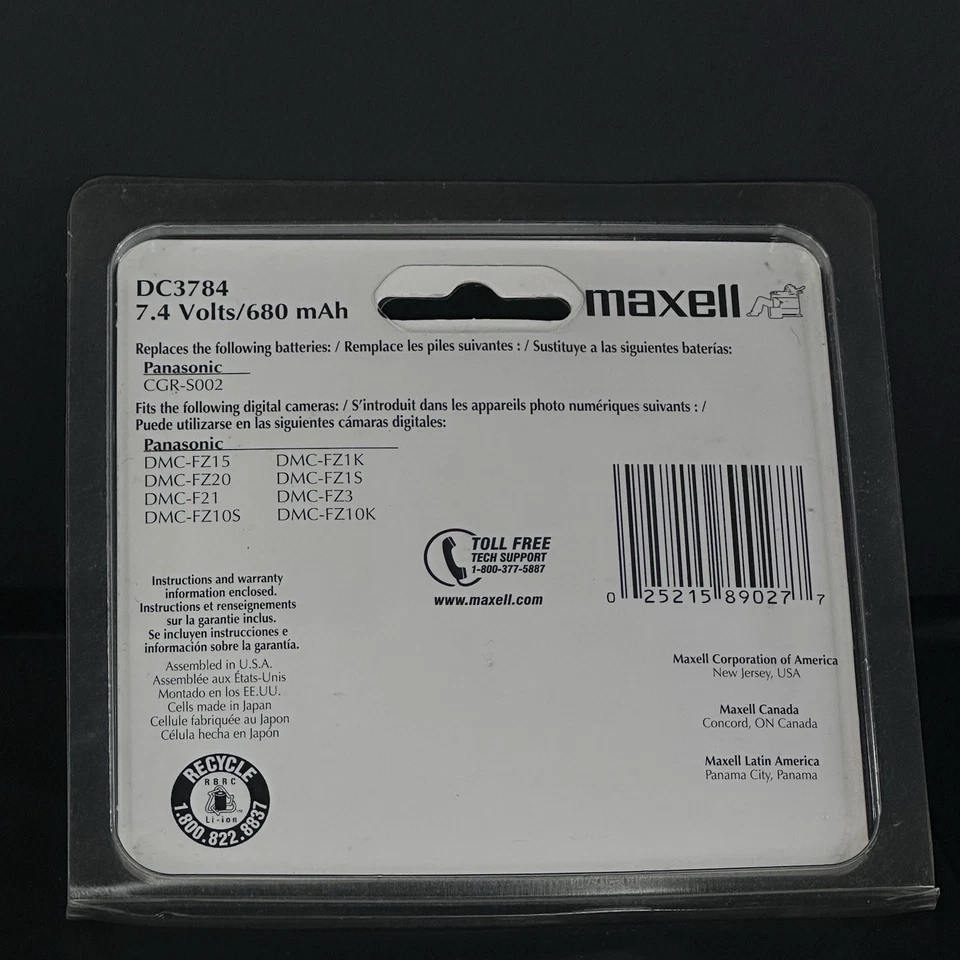 DC3784
7.4 Volts/680 mAh
maxell
Replaces the following batteries: / Remplace les piles suivantes : / Sustituye a las siguientes baterías:
Panasonic
CGR-S002
Fits the following digital cameras: / S'introduit dans les appareils photo numériques suivants : /
Puede utilizarse en las siguientes cámaras digitales:
Panasonic
DMC-FZ15 DMC-FZ1K
DMC-FZ20 DMC-FZ1S
DMC-F21 DMC-FZ3
DMC-FZ10S DMC-FZ10K
TOLL FREE
TECH SUPPORT
1-800-377-5887
www.maxell.com
0 25215 89027 7
Instructions and warranty
information enclosed.
Instructions et renseignements
sur la garantie inclus.
Se incluyen instrucciones e
información sobre la garantía.
Assembled in U.S.A.
Assemblée aux États-Unis
Montado en los EE.UU.
Cells made in Japan
Cellule fabriquée au Japon
Célula hecha en Japón
RECYCLE
RBRC
Li-ion
1.800.822.8837
Maxell Corporation of America
New Jersey, USA
Maxell Canada
Concord, ON Canada
Maxell Latin America
Panama City, Panama